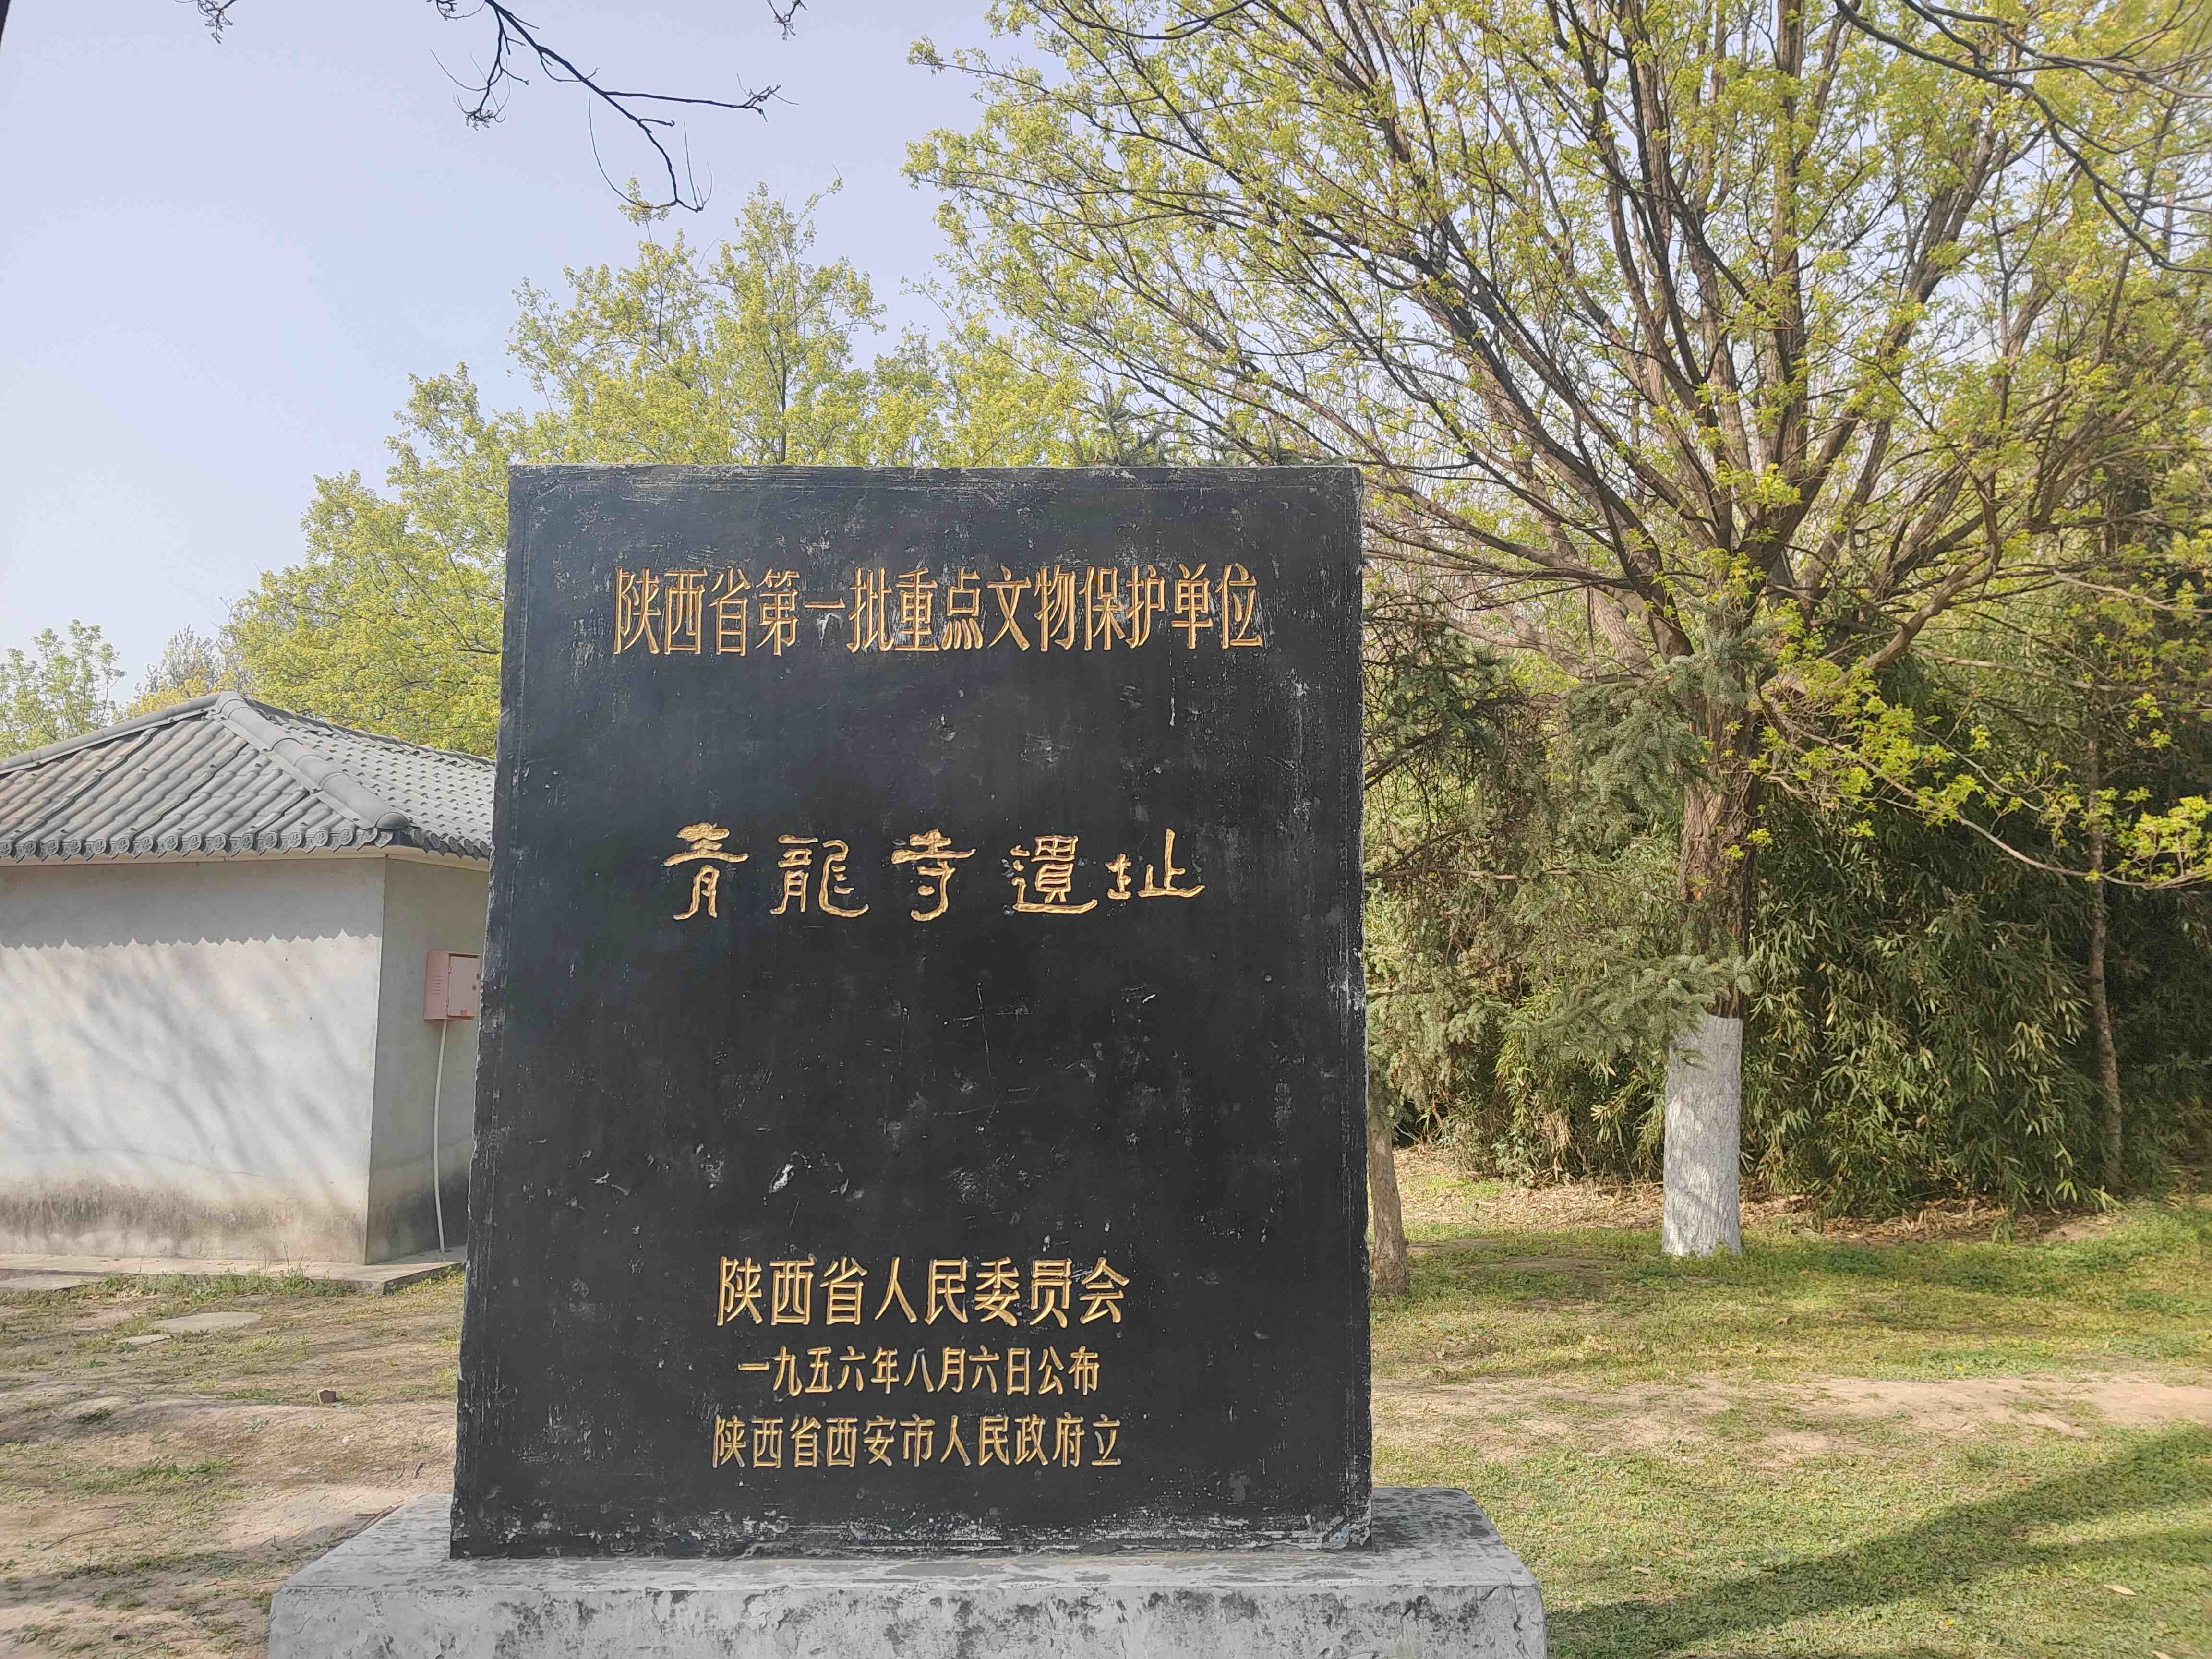 陕西省第一批重点文物保护单位
青龍寺遺址
陕西省人民委员会
一九五六年八月六日公布
陕西省西安市人民政府立